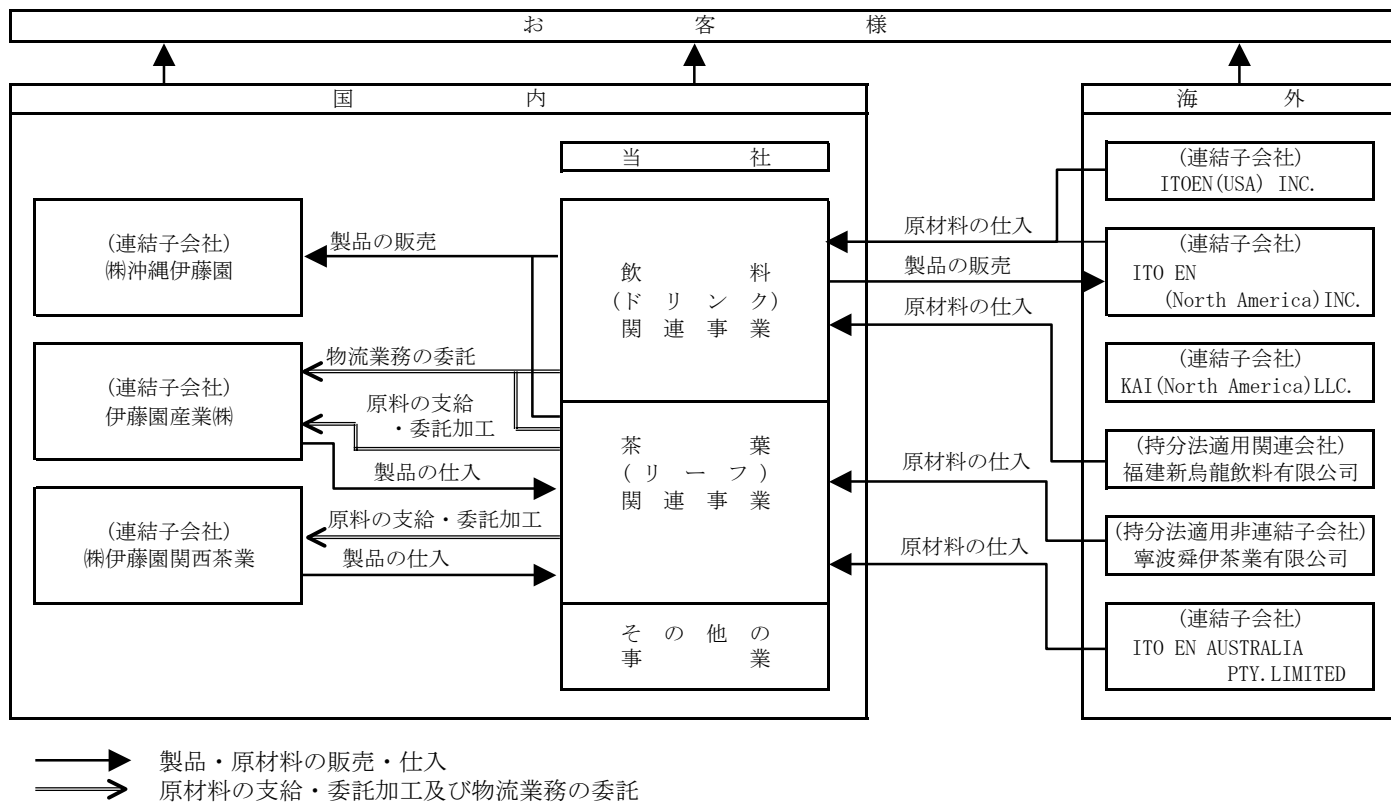 お客様
国内
海外
当社
(連結子会社)
㈱沖縄伊藤園
(連結子会社)
伊藤園産業㈱
(連結子会社)
㈱伊藤園関西茶業
製品の販売
物流業務の委託
原料の支給
・委託加工
製品の仕入
原料の支給・委託加工
製品の仕入
飲料
(ドリンク)
関連事業
茶葉
(リーフ)
関連事業
その他の
事業
原材料の仕入
製品の販売
原材料の仕入
原材料の仕入
原材料の仕入
(連結子会社)
ITOEN(USA) INC.
(連結子会社)
ITO EN
(North America)INC.
(連結子会社)
KAI(North America)LLC.
(持分法適用関連会社)
福建新烏龍飲料有限公司
(持分法適用非連結子会社)
寧波舜伊茶業有限公司
(連結子会社)
ITO EN AUSTRALIA
PTY.LIMITED
製品・原材料の販売・仕入
原材料の支給・委託加工及び物流業務の委託